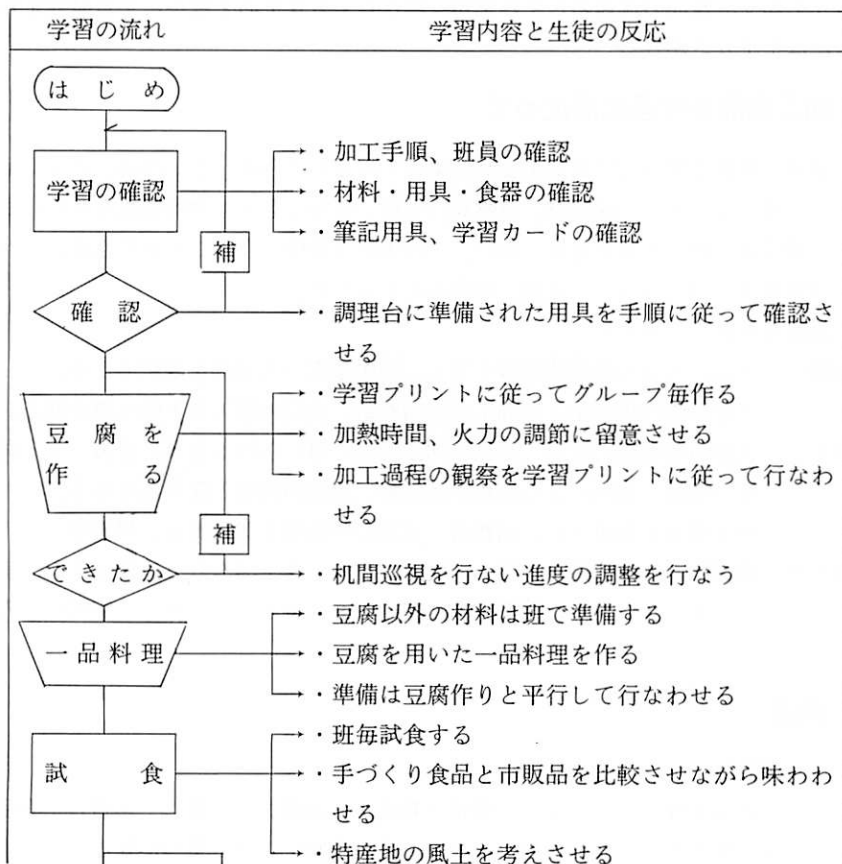 学習の流れ 学習内容と生徒の反応
はじめ
・加工手順、班員の確認
学習の確認 ・材料・用具・食器の確認
・筆記用具、学習カードの確認
補
確認 ・調理台に準備された用具を手順に従って確認さ
せる
・学習プリントに従ってグループ毎作る
豆腐を ・加熱時間、火力の調節に留意させる
作る ・加工過程の観察を学習プリントに従って行なわ
せる
補
できたか ・机間巡視を行ない進度の調整を行なう
・豆腐以外の材料は班で準備する
一品料理 ・豆腐を用いた一品料理を作る
・準備は豆腐作りと平行して行なわせる
・班毎試食する
試食 ・手づくり食品と市販品を比較させながら味わわ
せる
・特産地の風土を考えさせる